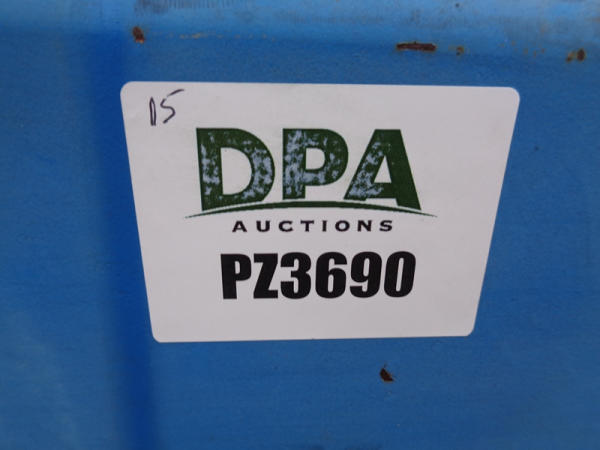 15
DPA
AUCTIONS
PZ3690